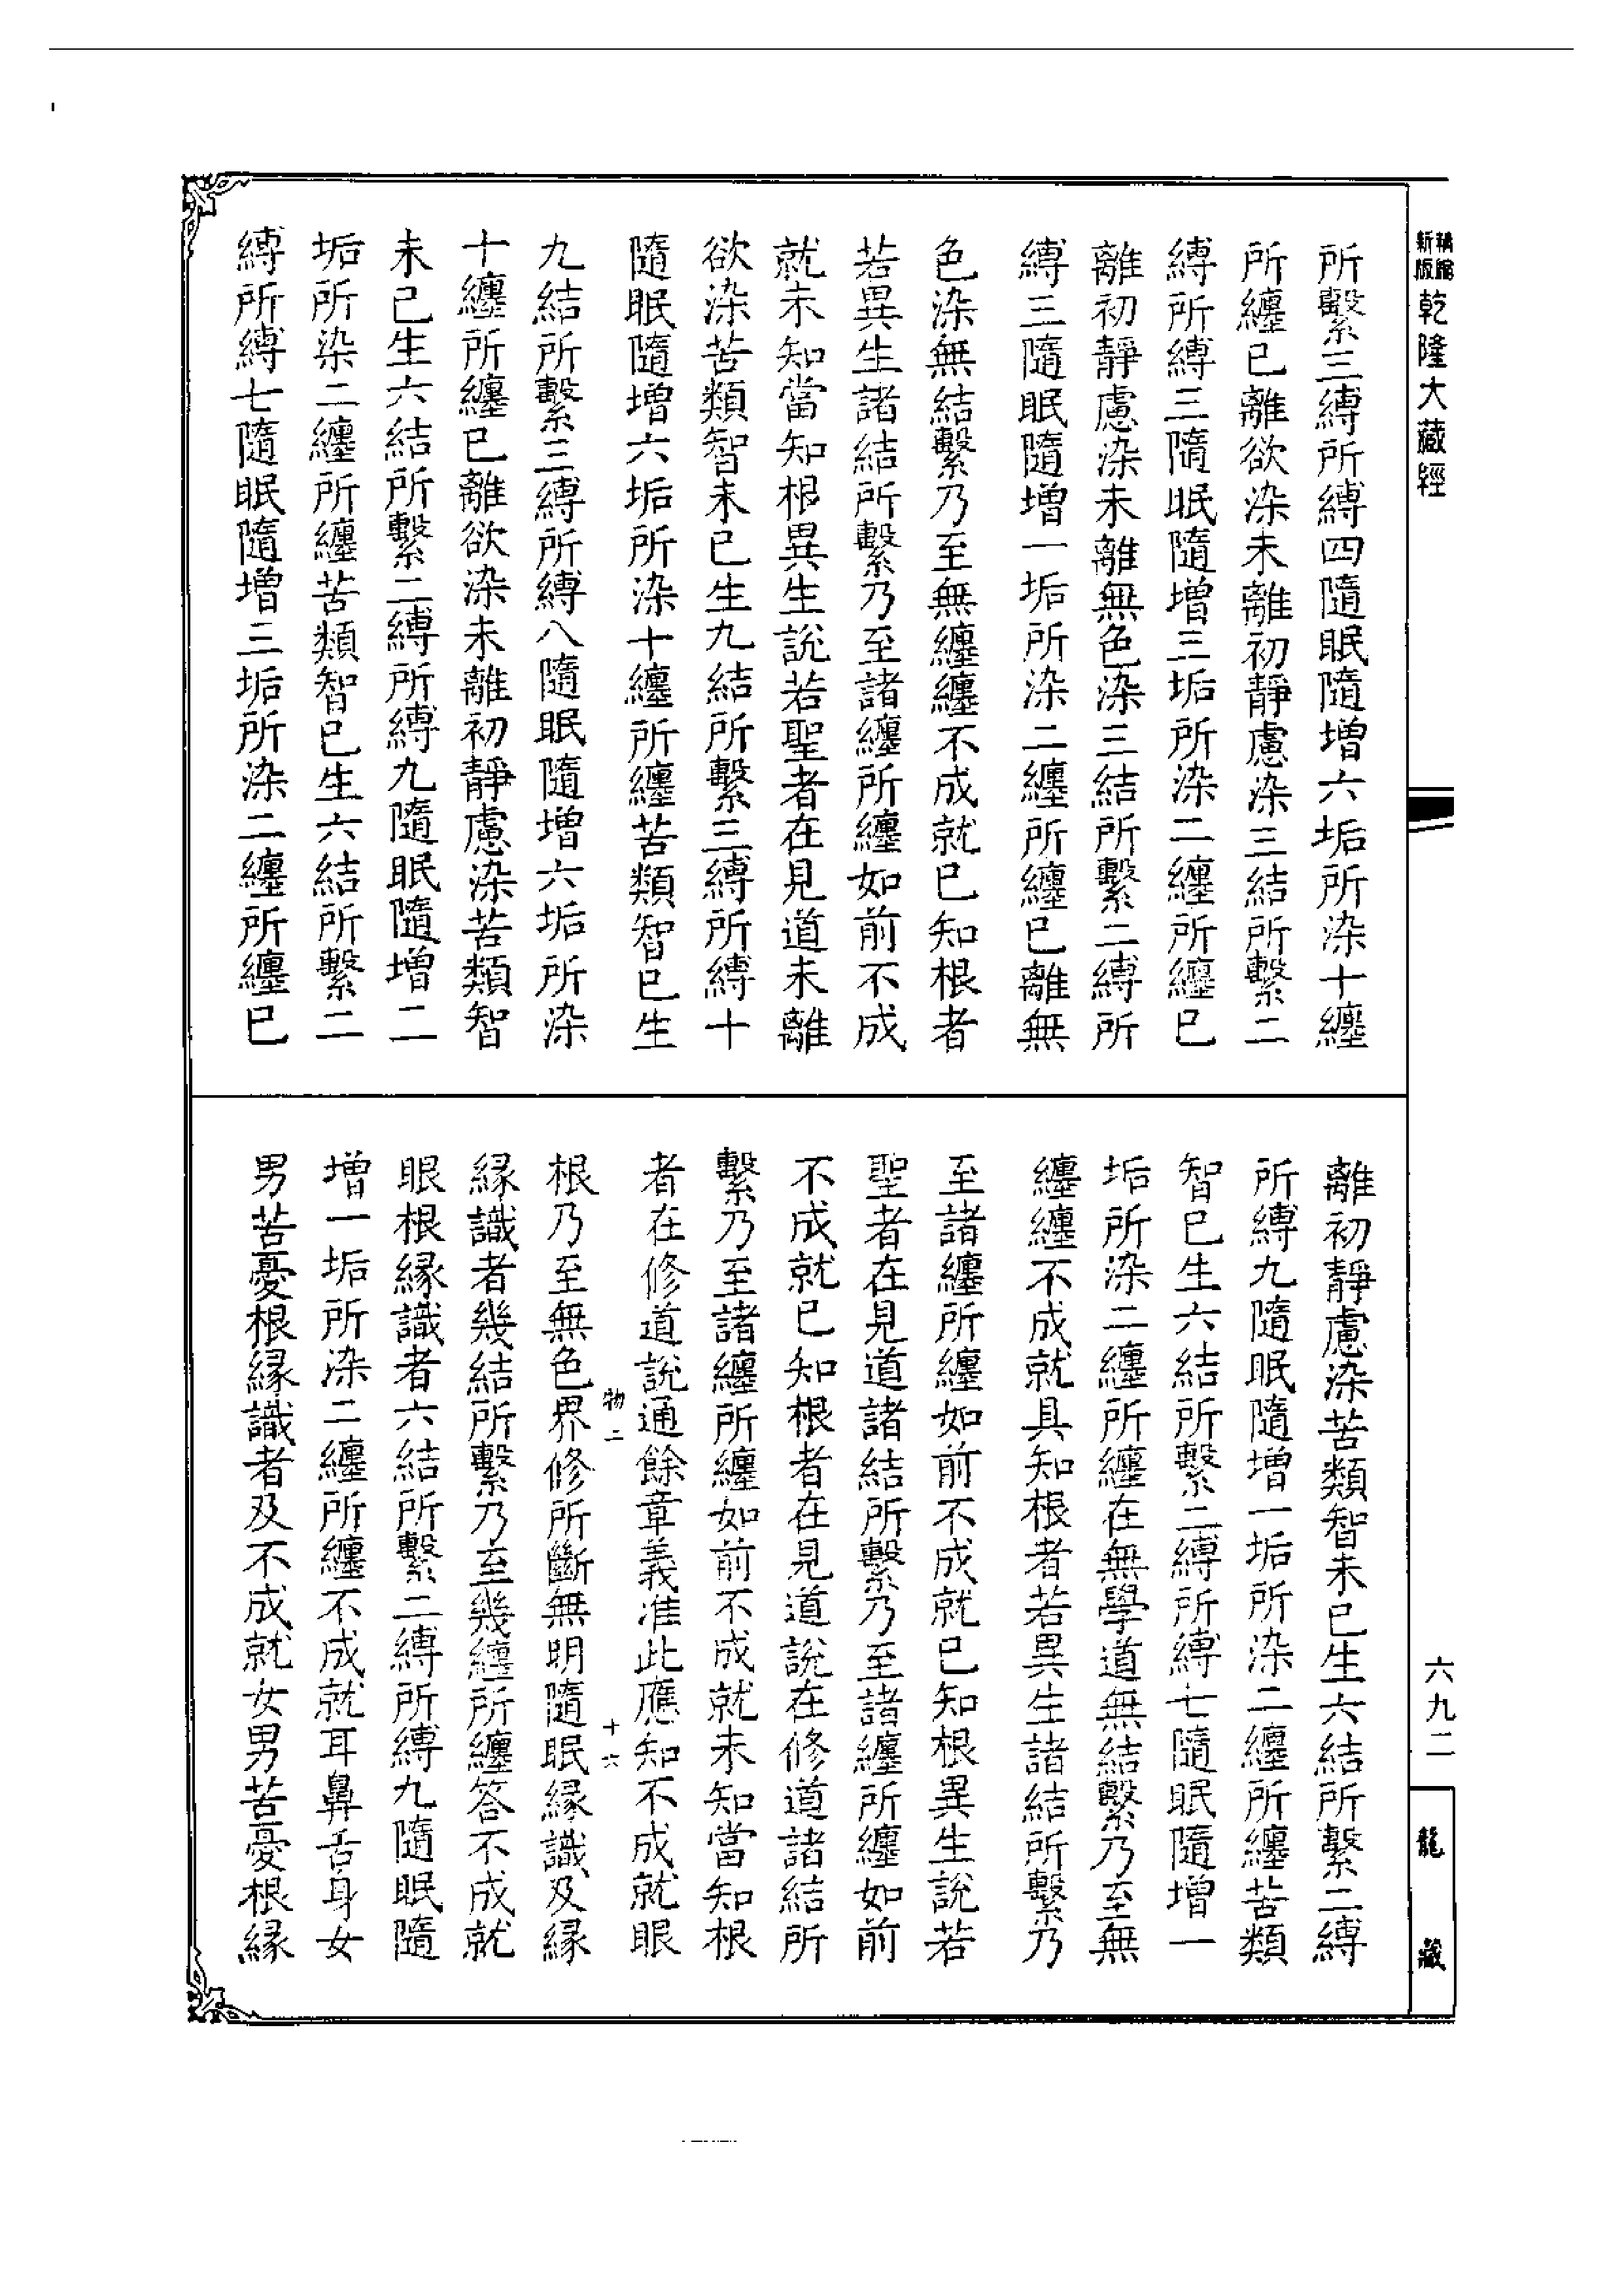 新版
乾隆大藏經
所繫三縛所縛四隨眠隨增六垢所染十纏
所纏已離欲染未離初靜慮染三結所繫二
縛所縛三隨眠隨增三垢所染二纏所纏已
離初靜慮染未離無色染三結所繫二縛所
縛三隨眠隨增一垢所染二纏所纏已離無
色染無結繫乃至無纏纏不成就已知根者
若異生諸結所繫乃至諸纏所纏如前不成
就未知當知根異生說若聖者在見道未離
欲染苦類智未已生九結所繫三縛所縛十
隨眠隨增六垢所染十纏所纏苦類智已生
九結所繫三縛所縛八隨眠隨增六垢所染
十纏所纏已離欲染未離初靜慮染苦類智
未已生六結所繫二縛所縛九隨眠隨增二
垢所染二纏所纏苦類智已生六結所繫二
縛所縛七隨眠隨增三垢所染二纏所纏已
離初靜慮染苦類智未已生六結所繫二縛
所縛九隨眠隨增一垢所染二纏所纏苦類
智已生六結所繫二縛所縛七隨眠隨增一
垢所染二纏所纏在無學道無結繫乃至無
纏纏不成就具知根者若異生諸結所繫乃
至諸纏所纏如前不成就已知根異生說若
聖者在見道諸結所繫乃至諸纏所纏如前
不成就已知根者在見道說在修道諸結所
繫乃至諸纏所纏如前不成就未知當知根
者在修道說通餘章義准此應知不成就眼
物二
十六
根乃至無色界修所斷無明隨眠緣識及緣
緣識者幾結所繫乃至幾纏所纏答不成就
眼根緣識者六結所繫二縛所縛九隨眠隨
增一垢所染二纏所纏不成就耳鼻舌身女
男苦憂根緣識者及不成就女男苦憂根緣
六九二
龍藏